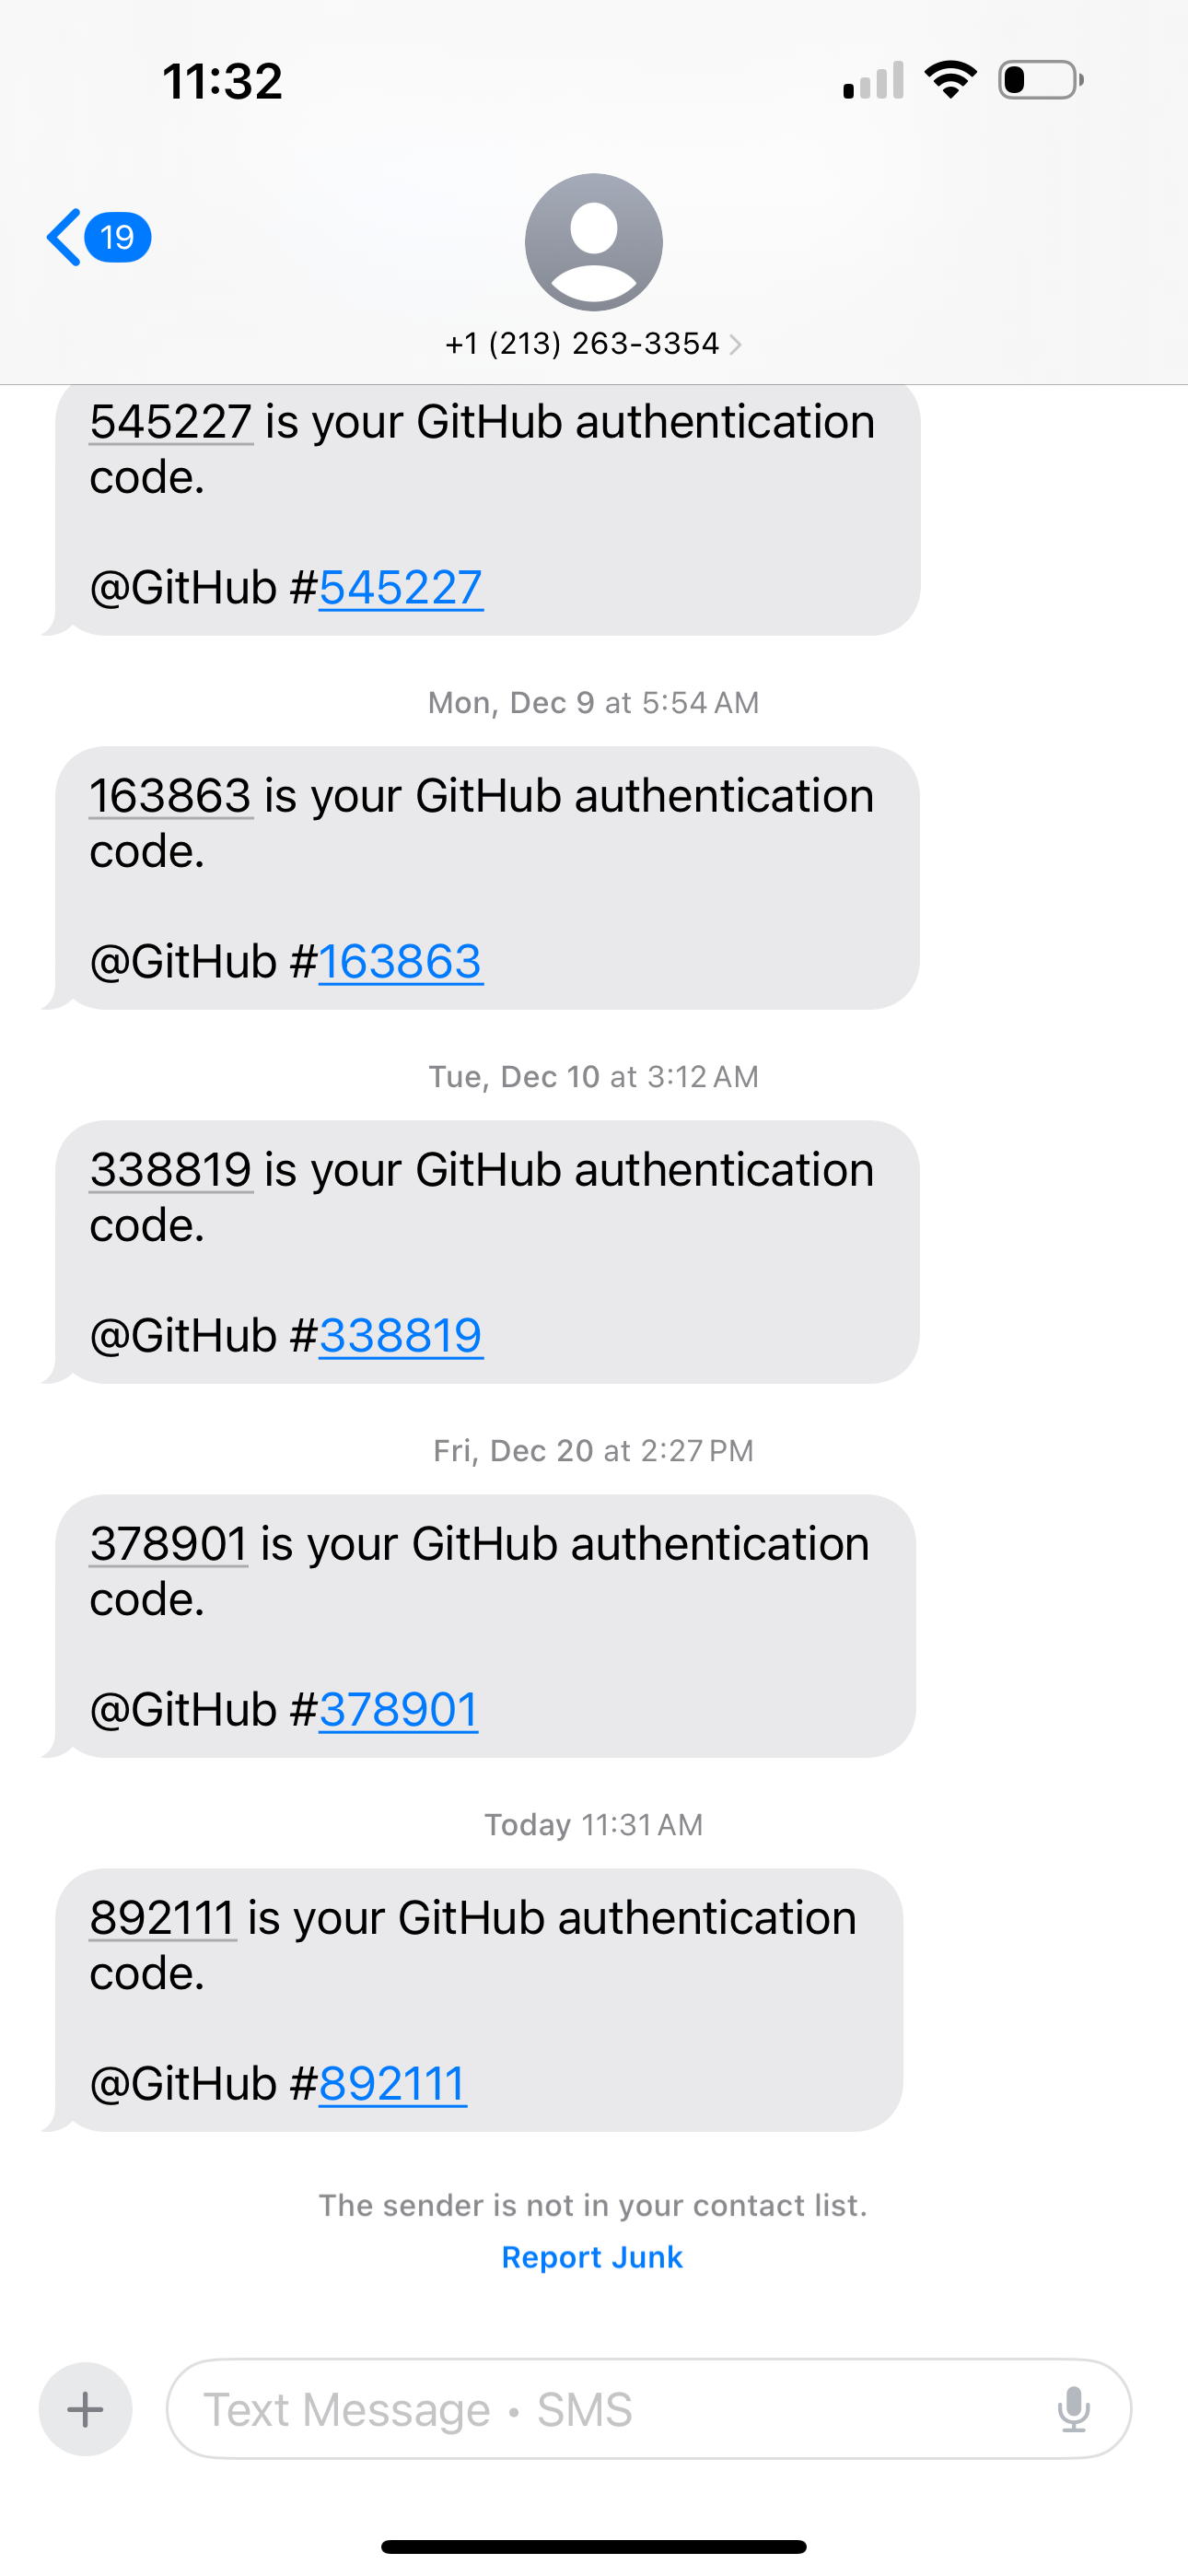 11:32
19
+1 (213) 263-3354
545227 is your GitHub authentication
code.
@GitHub #545227
Mon, Dec 9 at 5:54 AM
163863 is your GitHub authentication
code.
@GitHub #163863
Tue, Dec 10 at 3:12 AM
338819 is your GitHub authentication
code.
@GitHub #338819
Fri, Dec 20 at 2:27 PM
378901 is your GitHub authentication
code.
@GitHub #378901
Today 11:31 AM
892111 is your GitHub authentication
code.
@GitHub #892111
The sender is not in your contact list.
Report Junk
Text Message • SMS